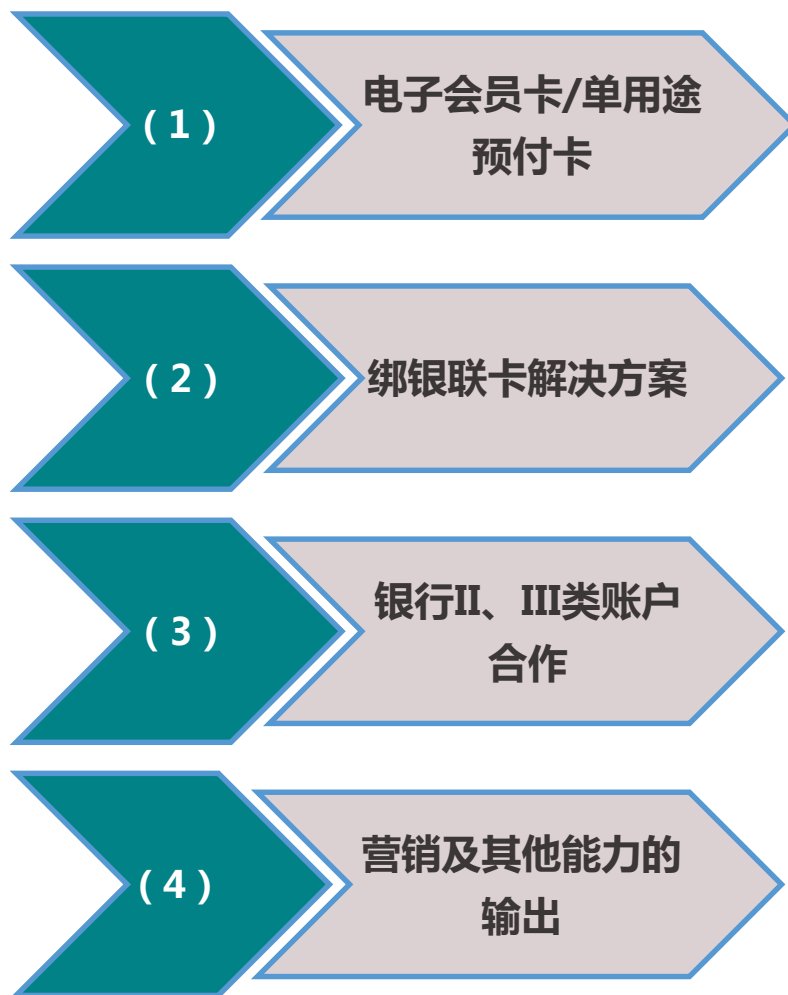 （1）
电子会员卡/单用途
预付卡
（2）
绑银联卡解决方案
（3）
银行II、III类账户
合作
（4）
营销及其他能力的
输出